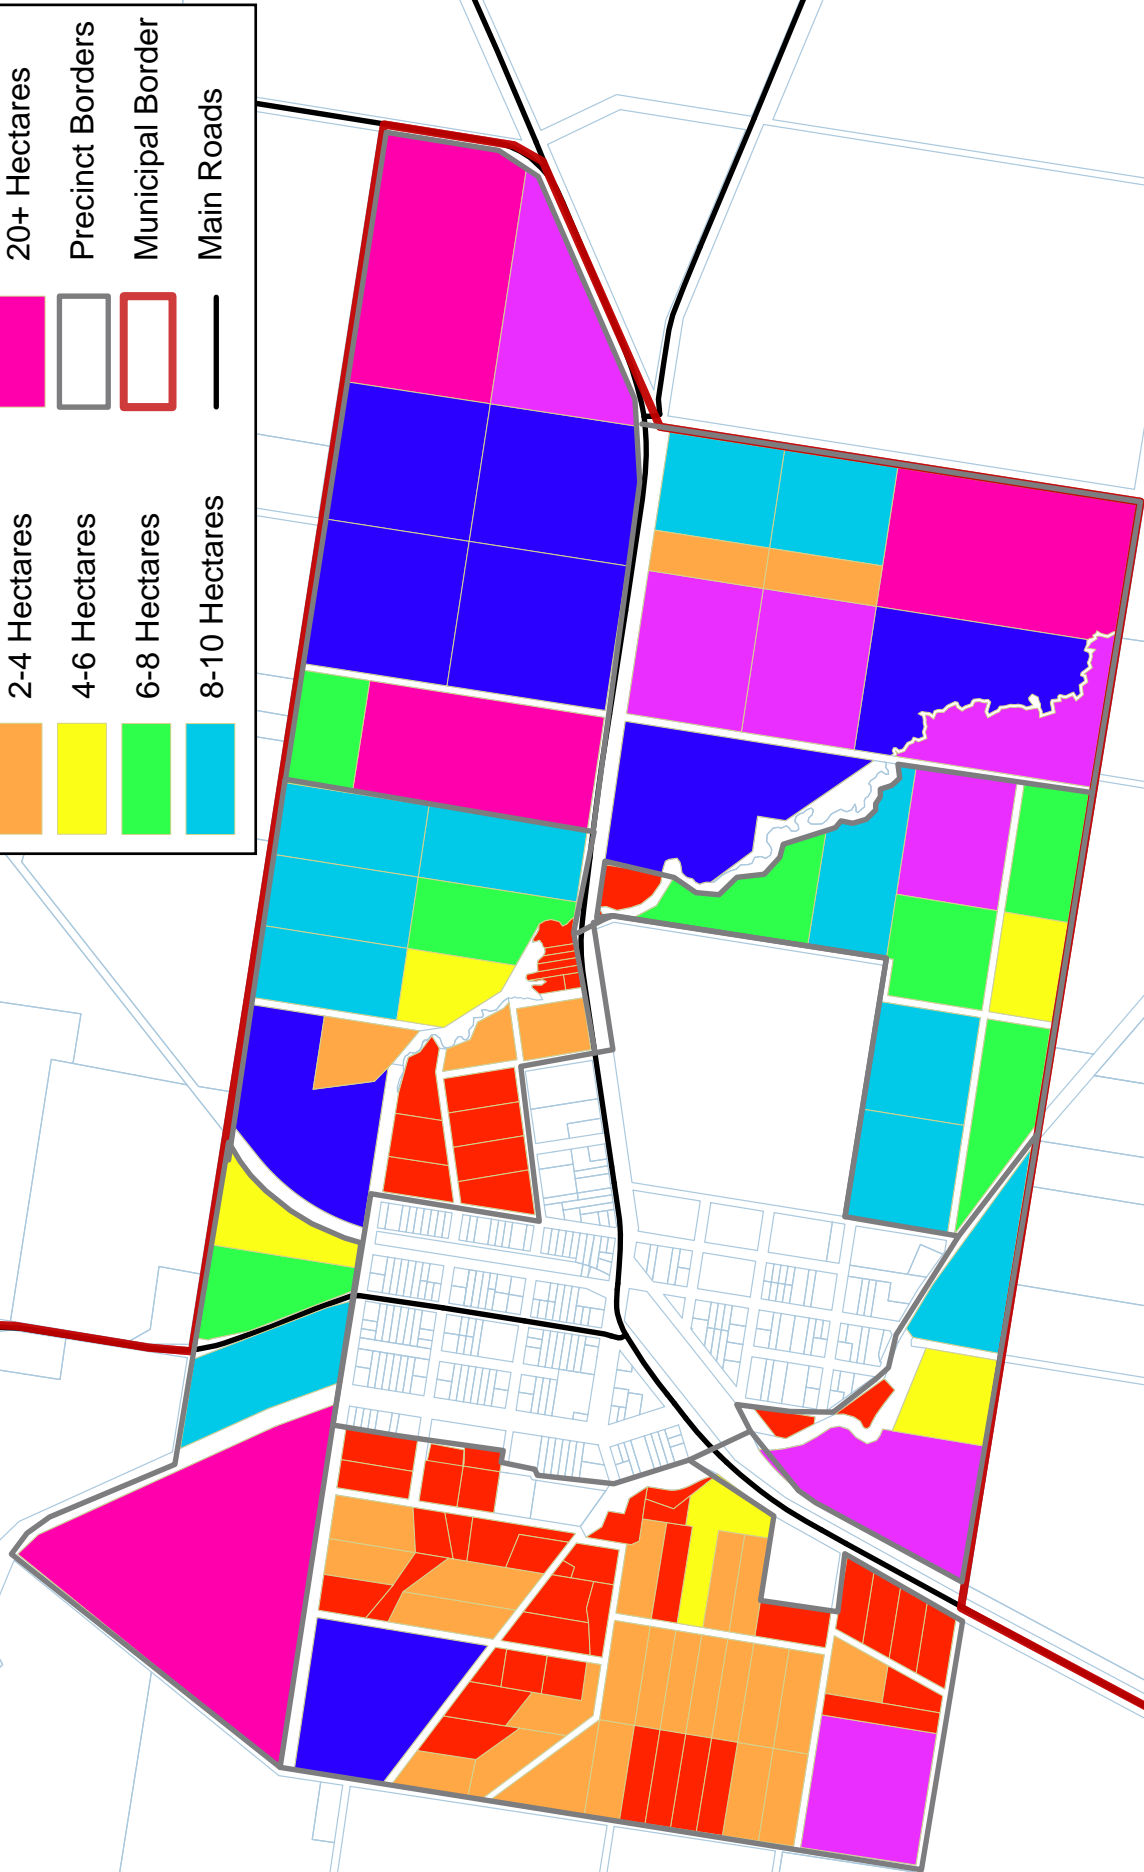 2-4 Hectares
4-6 Hectares
6-8 Hectares
8-10 Hectares
20+ Hectares
Precinct Borders
Municipal Border
Main Roads